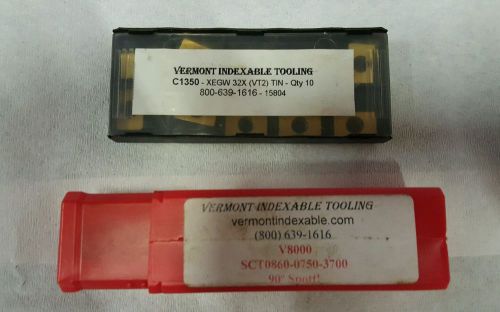 VERMONT INDEXABLE TOOLING
C1350 - XEGW 32X (VT2) TIN - Qty 10
800-639-1616 - 15804
VERMONT INDEXABLE TOOLING
vermontindexable.com
(800) 639-1616
V8000
SCT0860-0750-3700
90°